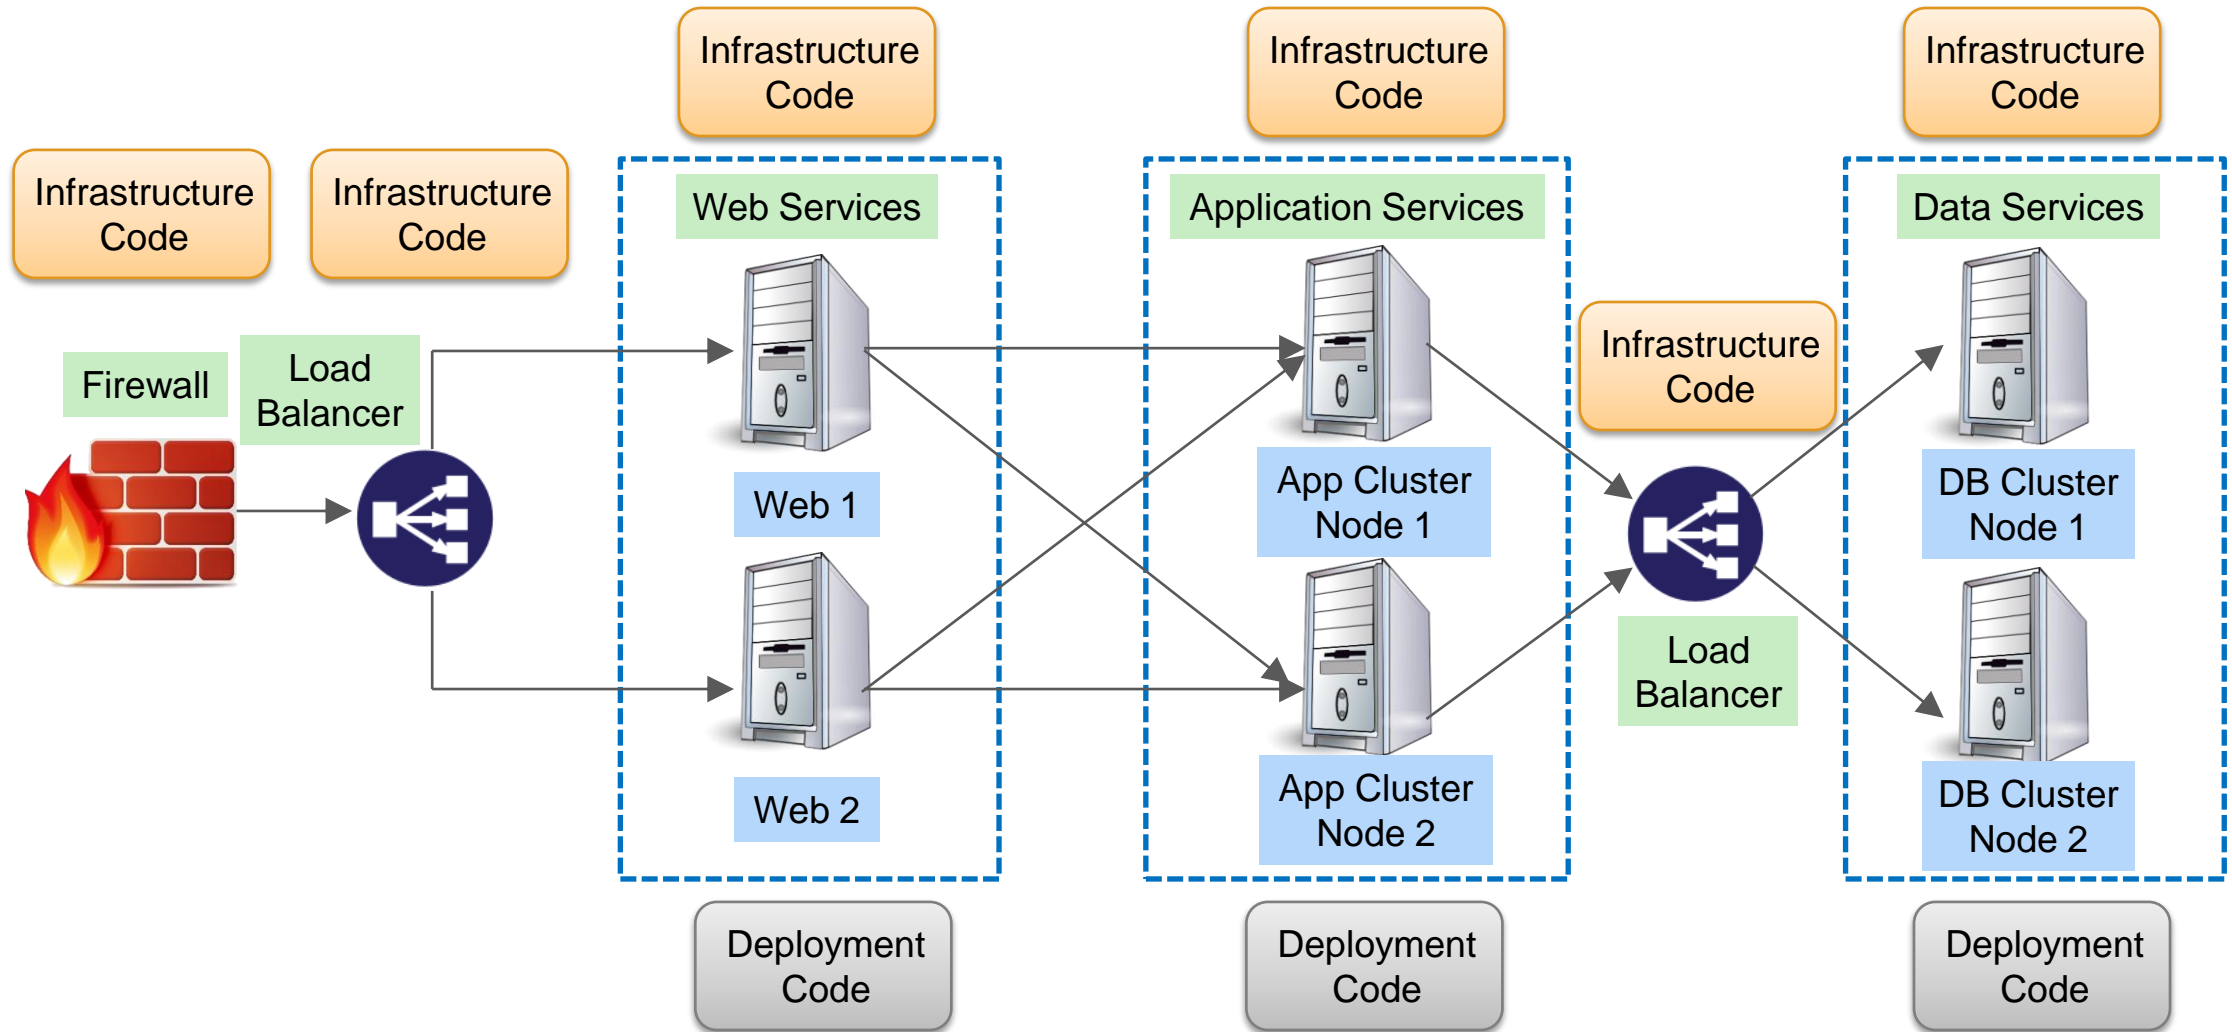 Infrastructure
Code
Infrastructure
Code
Infrastructure
Code
Infrastructure
Code
Infrastructure
Code
Web Services
Application Services
Data Services
Infrastructure
Code
Firewall
Load
Balancer
Web 1
App Cluster
Node 1
DB Cluster
Node 1
Load
Balancer
Web 2
App Cluster
Node 2
DB Cluster
Node 2
Deployment
Code
Deployment
Code
Deployment
Code